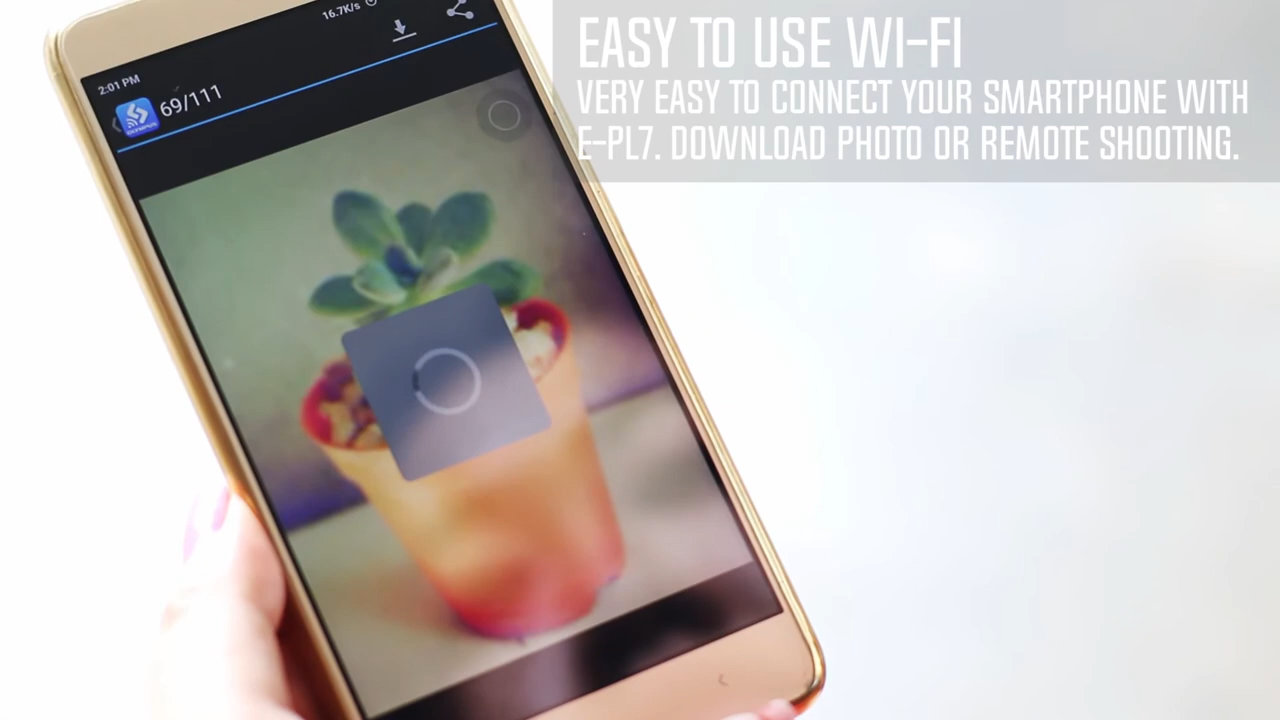 EASY TO USE WI-FI
VERY EASY TO CONNECT YOUR SMARTPHONE WITH
E-PL7. DOWNLOAD PHOTO OR REMOTE SHOOTING.
16.7K/s
2:01 PM
69/111
OLYMPUS